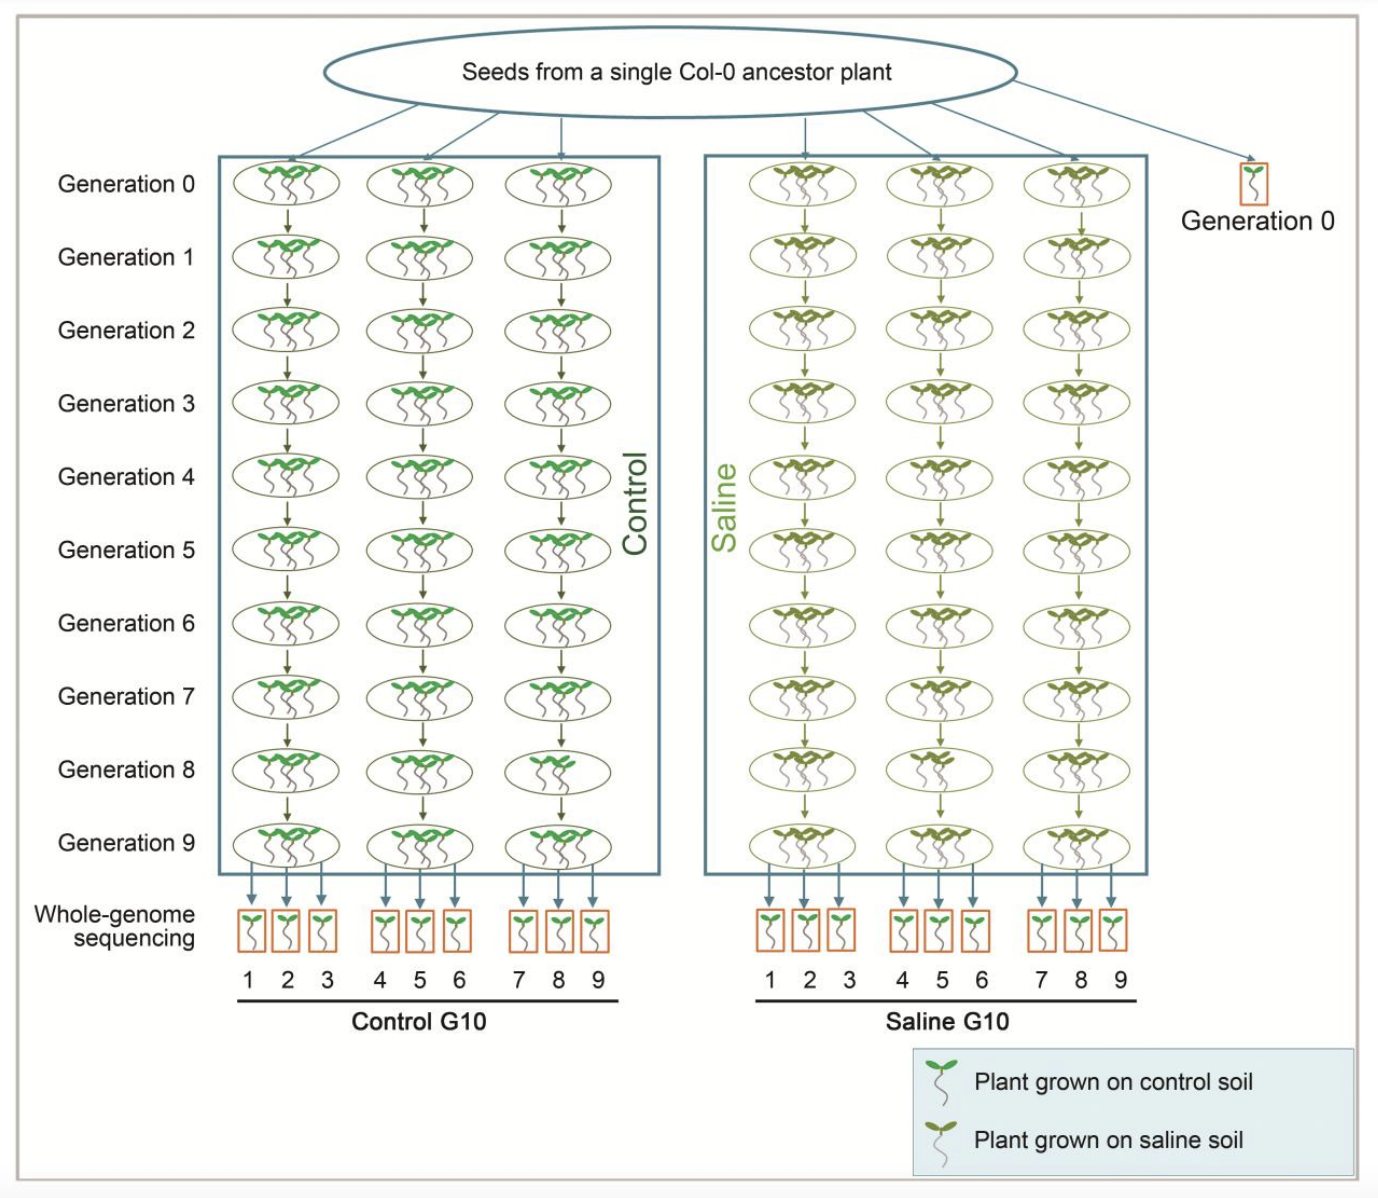 Seeds from a single Col-0 ancestor plant
Generation 0
Generation 0
Generation 1
Generation 2
Generation 3
Generation 4
Generation 5
Generation 6
Generation 7
Generation 8
Generation 9
Control
Saline
Whole-genome
sequencing
1 2 3 4 5 6 7 8 9
1 2 3 4 5 6 7 8 9
Control G10
Saline G10
Plant grown on control soil
Plant grown on saline soil